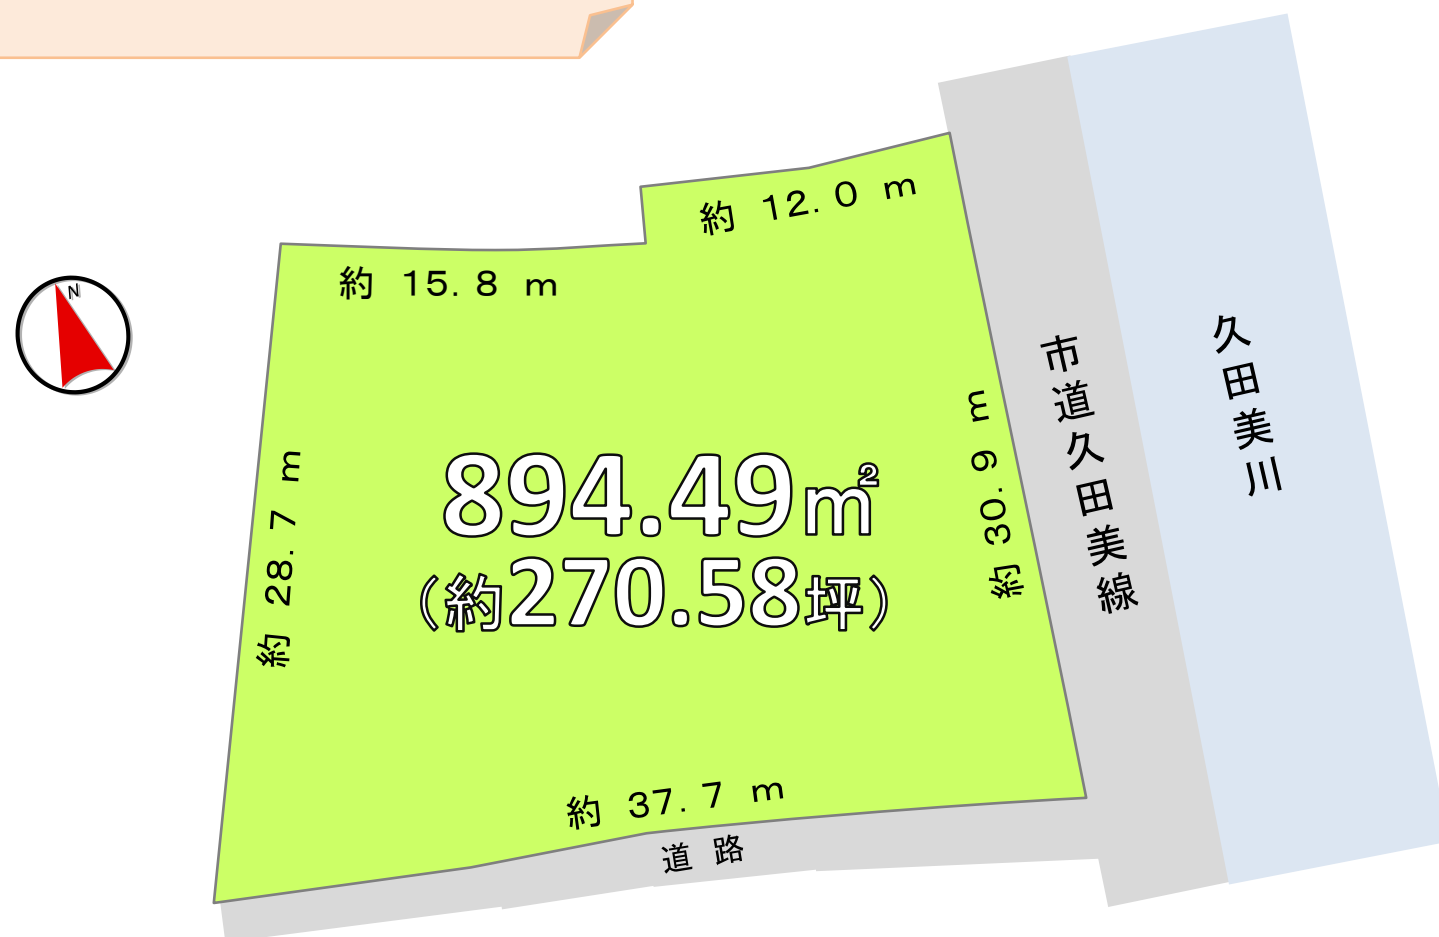 N
約 12.0 m
約 15.8 m
約 28.7 m
894.49㎡
（約270.58坪）
約 30.9 m
市道久田美線
久田美川
約 37.7 m
道 路